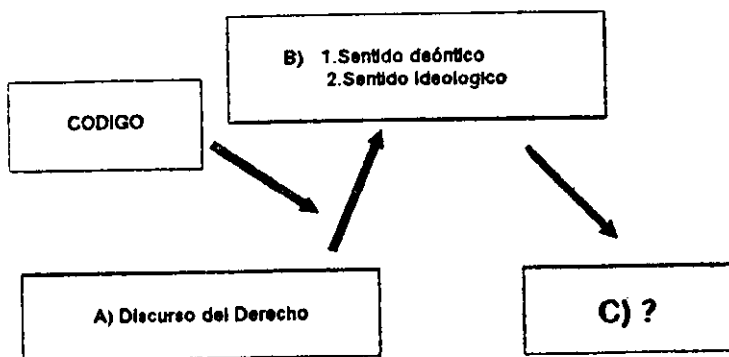 B) 1.Sentido deóntico
2.Sentido ideologico
CODIGO
A) Discurso del Derecho
C) ?